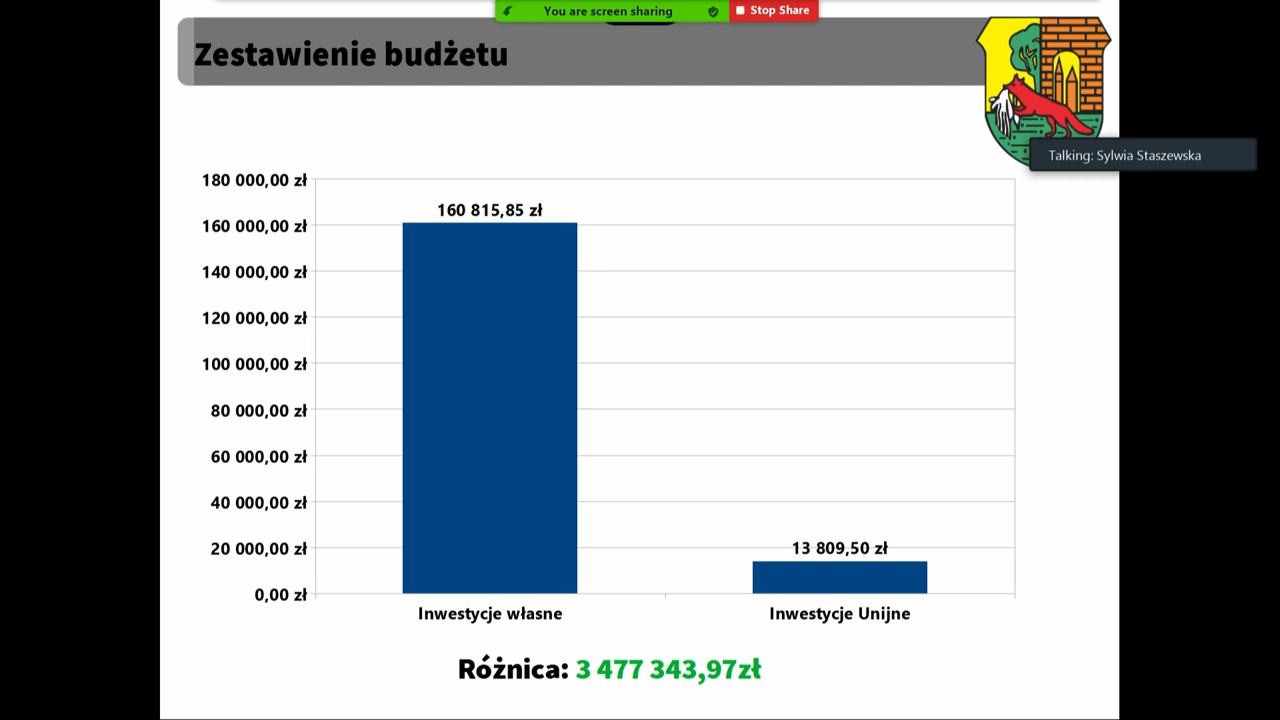 You are screen sharing
Stop Share
Zestawienie budżetu
Talking: Sylwia Staszewska
180 000,00 zł
160 815,85 zł
160 000,00 zł
140 000,00 zł
120 000,00 zł
100 000,00 zł
80 000,00 zł
60 000,00 zł
40 000,00 zł
20 000,00 zł
13 809,50 zł
0,00 zł
Inwestycje własne
Inwestycje Unijne
Różnica: 3 477 343,97zł